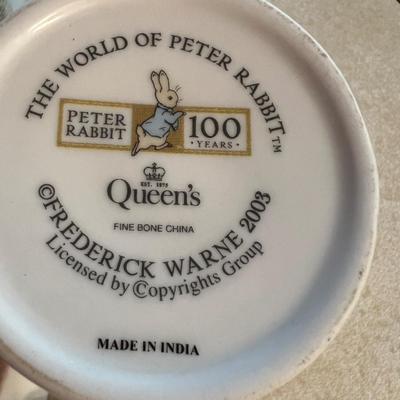 THE WORLD OF PETER RABBIT™
PETER RABBIT
100
·YEARS·
EST. 1875
Queen's
FINE BONE CHINA
©FREDERICK WARNE 2003
Licensed by ©opyrights Group
MADE IN INDIA